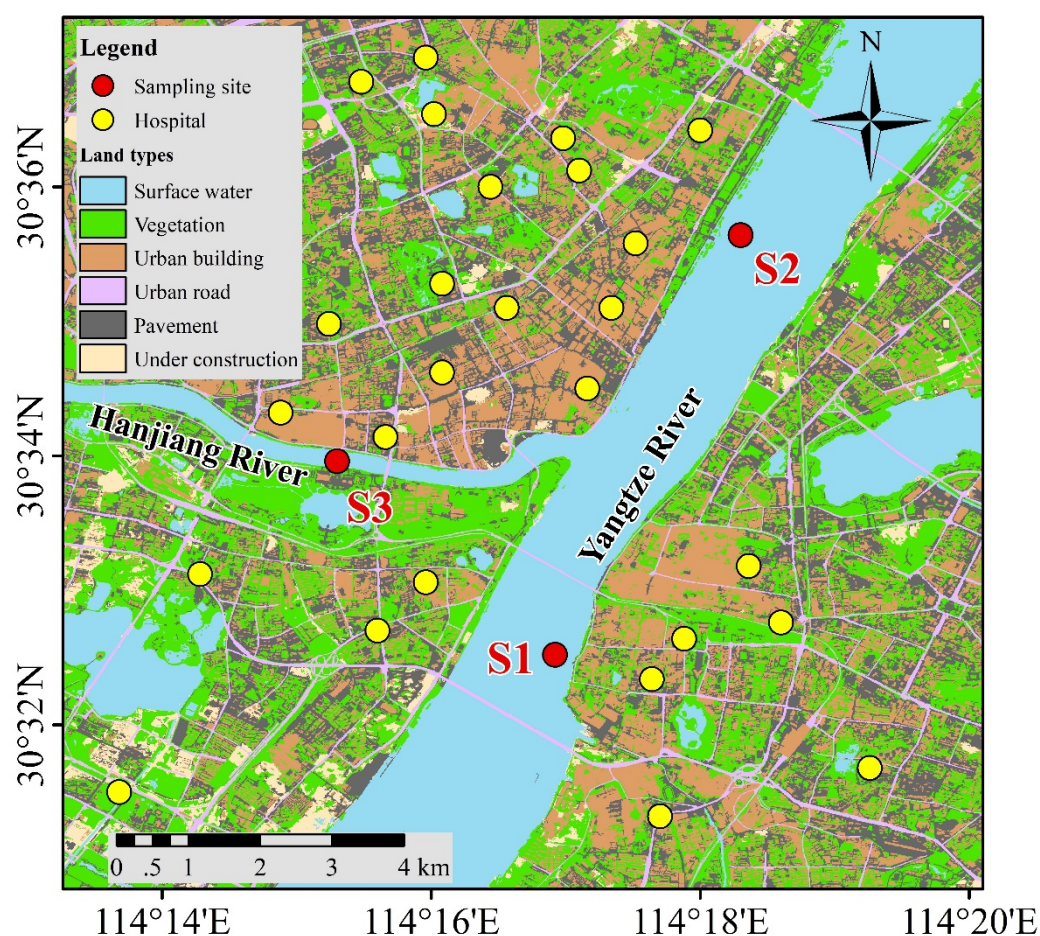 Legend
Sampling site
Hospital
Land types
Surface water
Vegetation
Urban building
Urban road
Pavement
Under construction
N
30°36'N
30°34'N
30°32'N
S2
Hanjiang River
S3
Yangtze River
S1
0 .5 1 2 3 4 km
114°14'E 114°16'E 114°18'E 114°20'E